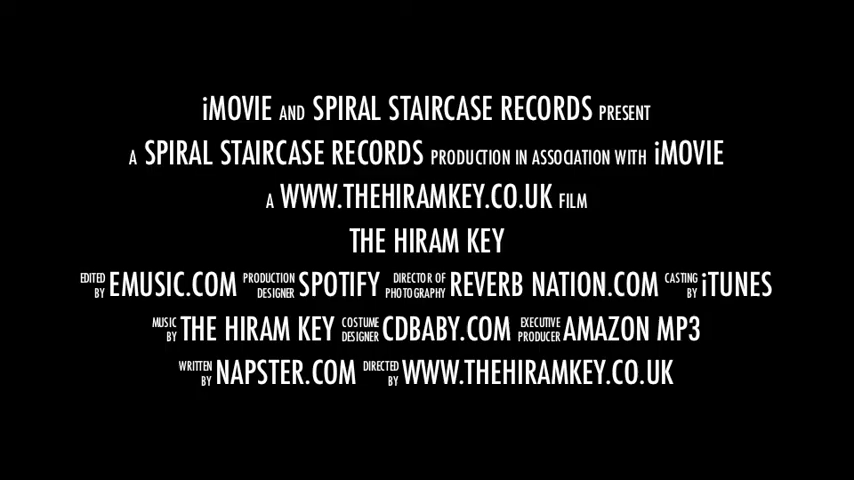 iMOVIE AND SPIRAL STAIRCASE RECORDS PRESENT
A SPIRAL STAIRCASE RECORDS PRODUCTION IN ASSOCIATION WITH iMOVIE
A WWW.THEHIRAMKEY.CO.UK FILM
THE HIRAM KEY
EDITED BY EMUSIC.COM PRODUCTION DESIGNER SPOTIFY DIRECTOR OF PHOTOGRAPHY REVERB NATION.COM CASTING BY iTUNES
MUSIC BY THE HIRAM KEY COSTUME DESIGNER CDBABY.COM EXECUTIVE PRODUCER AMAZON MP3
WRITTEN BY NAPSTER.COM DIRECTED BY WWW.THEHIRAMKEY.CO.UK